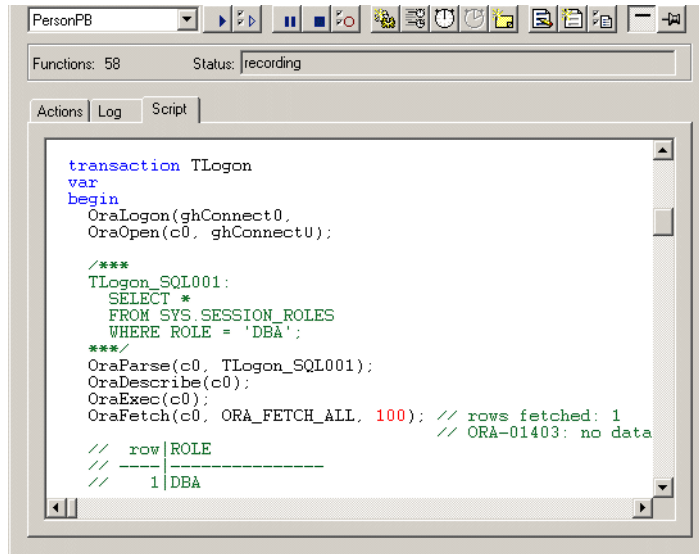 PersonPB
Functions: 58 Status: recording
Actions Log Script
transaction TLogon
var
begin
OraLogon(ghConnect0,
OraOpen(c0, ghConnect0);
/***
TLogon_SQL001:
SELECT *
FROM SYS.SESSION_ROLES
WHERE ROLE = 'DBA';
***/
OraParse(c0, TLogon_SQL001);
OraDescribe(c0);
OraExec(c0);
OraFetch(c0, ORA_FETCH_ALL, 100); // rows fetched: 1
// ORA-01403: no data
// row|ROLE
// ----|---------------
// 1|DBA